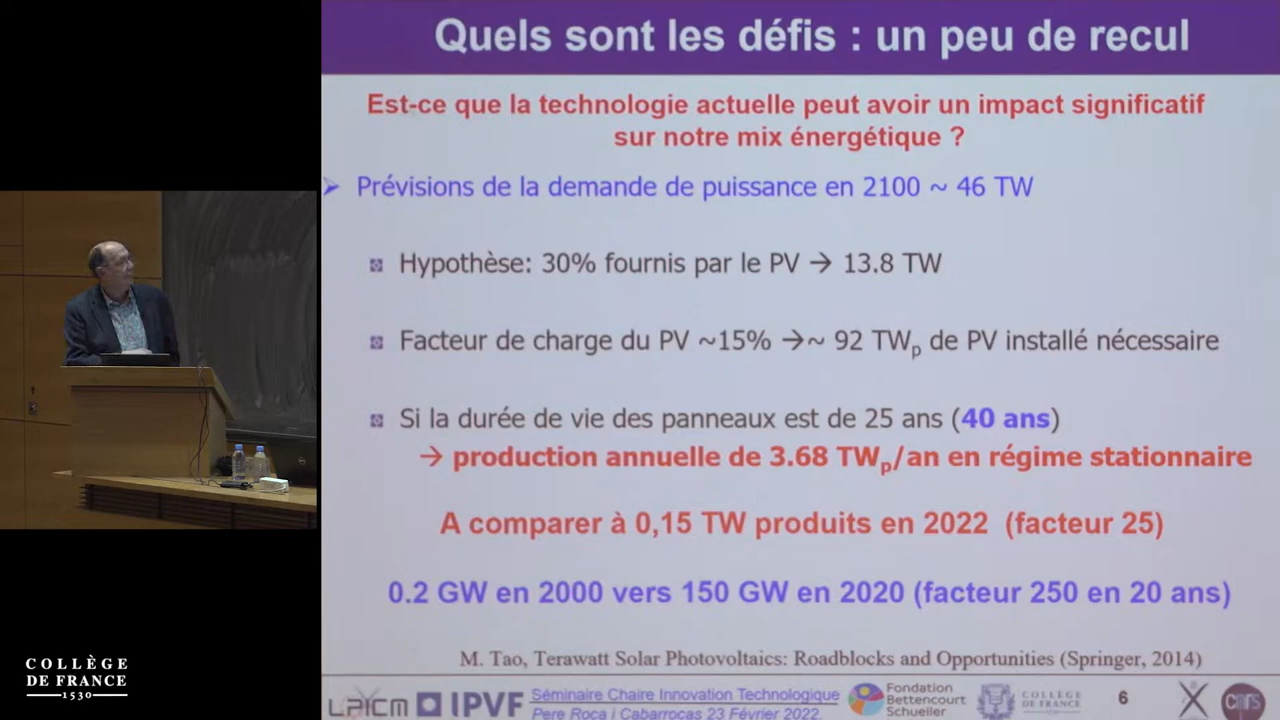 Quels sont les défis : un peu de recul
Est-ce que la technologie actuelle peut avoir un impact significatif
sur notre mix énergétique ?
➤ Prévisions de la demande de puissance en 2100 ~ 46 TW
Hypothèse: 30% fournis par le PV → 13.8 TW
Facteur de charge du PV ~15% →~ 92 TWp de PV installé nécessaire
Si la durée de vie des panneaux est de 25 ans (40 ans)
→ production annuelle de 3.68 TWp/an en régime stationnaire
A comparer à 0,15 TW produits en 2022 (facteur 25)
0.2 GW en 2000 vers 150 GW en 2020 (facteur 250 en 20 ans)
M. Tao, Terawatt Solar Photovoltaics: Roadblocks and Opportunities (Springer, 2014)
LPICM IPVF
Séminaire Chaire Innovation Technologique
Pere Roca i Cabarrocas 23 Février 2022.
Fondation
Bettencourt
Schueller
COLLÈGE
DE FRANCE
6
X
cnrs
COLLÈGE
DE FRANCE
1530